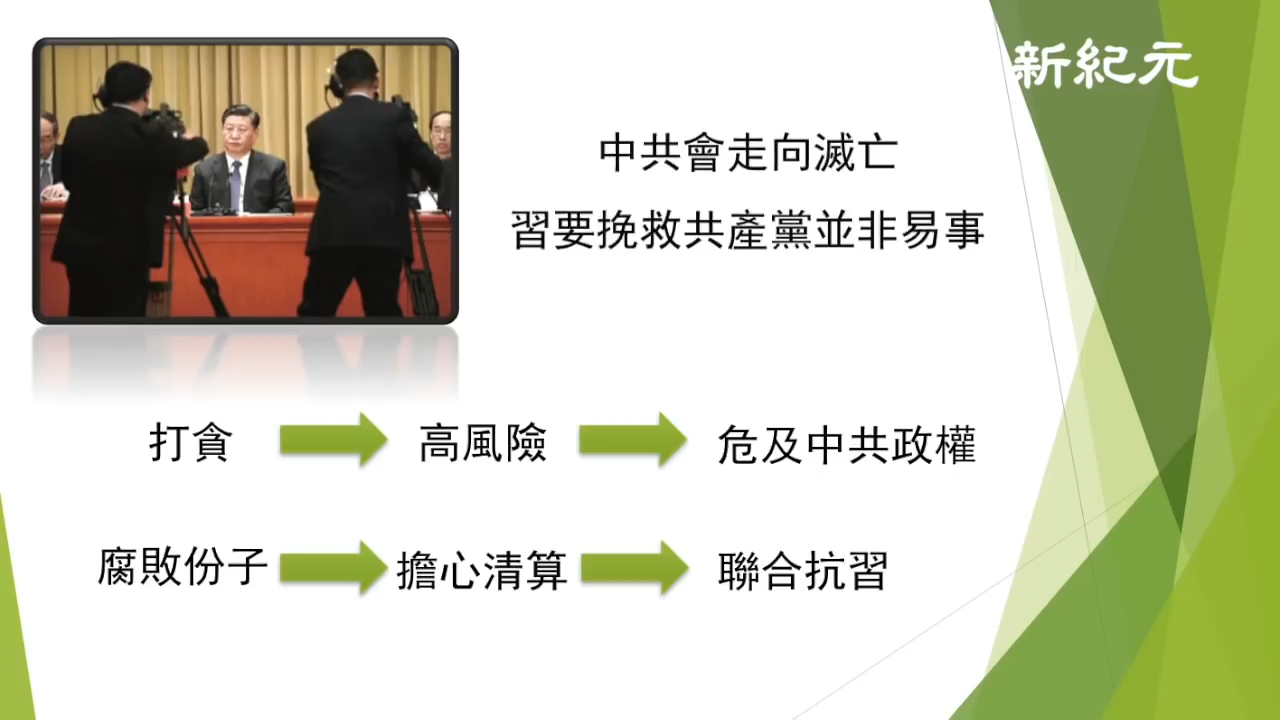 新紀元
中共會走向滅亡
習要挽救共產黨並非易事
打貪 高風險 危及中共政權
腐敗份子 擔心清算 聯合抗習